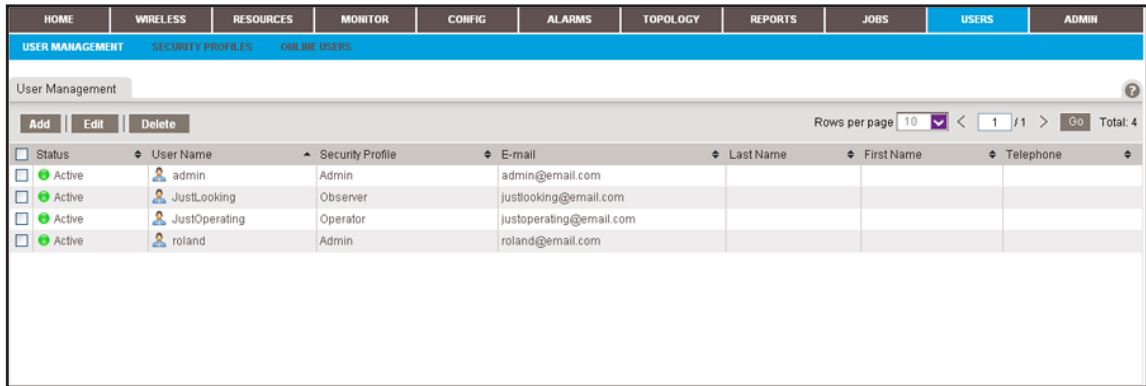 HOME WIRELESS RESOURCES MONITOR CONFIG ALARMS TOPOLOGY REPORTS JOBS USERS ADMIN
USER MANAGEMENT SECURITY PROFILES ONLINE USERS
User Management ?
Add Edit Delete Rows per page 10 < 1 /1 > Go Total: 4
Status User Name Security Profile E-mail Last Name First Name Telephone
Active admin Admin admin@email.com
Active JustLooking Observer justlooking@email.com
Active JustOperating Operator justoperating@email.com
Active roland Admin roland@email.com